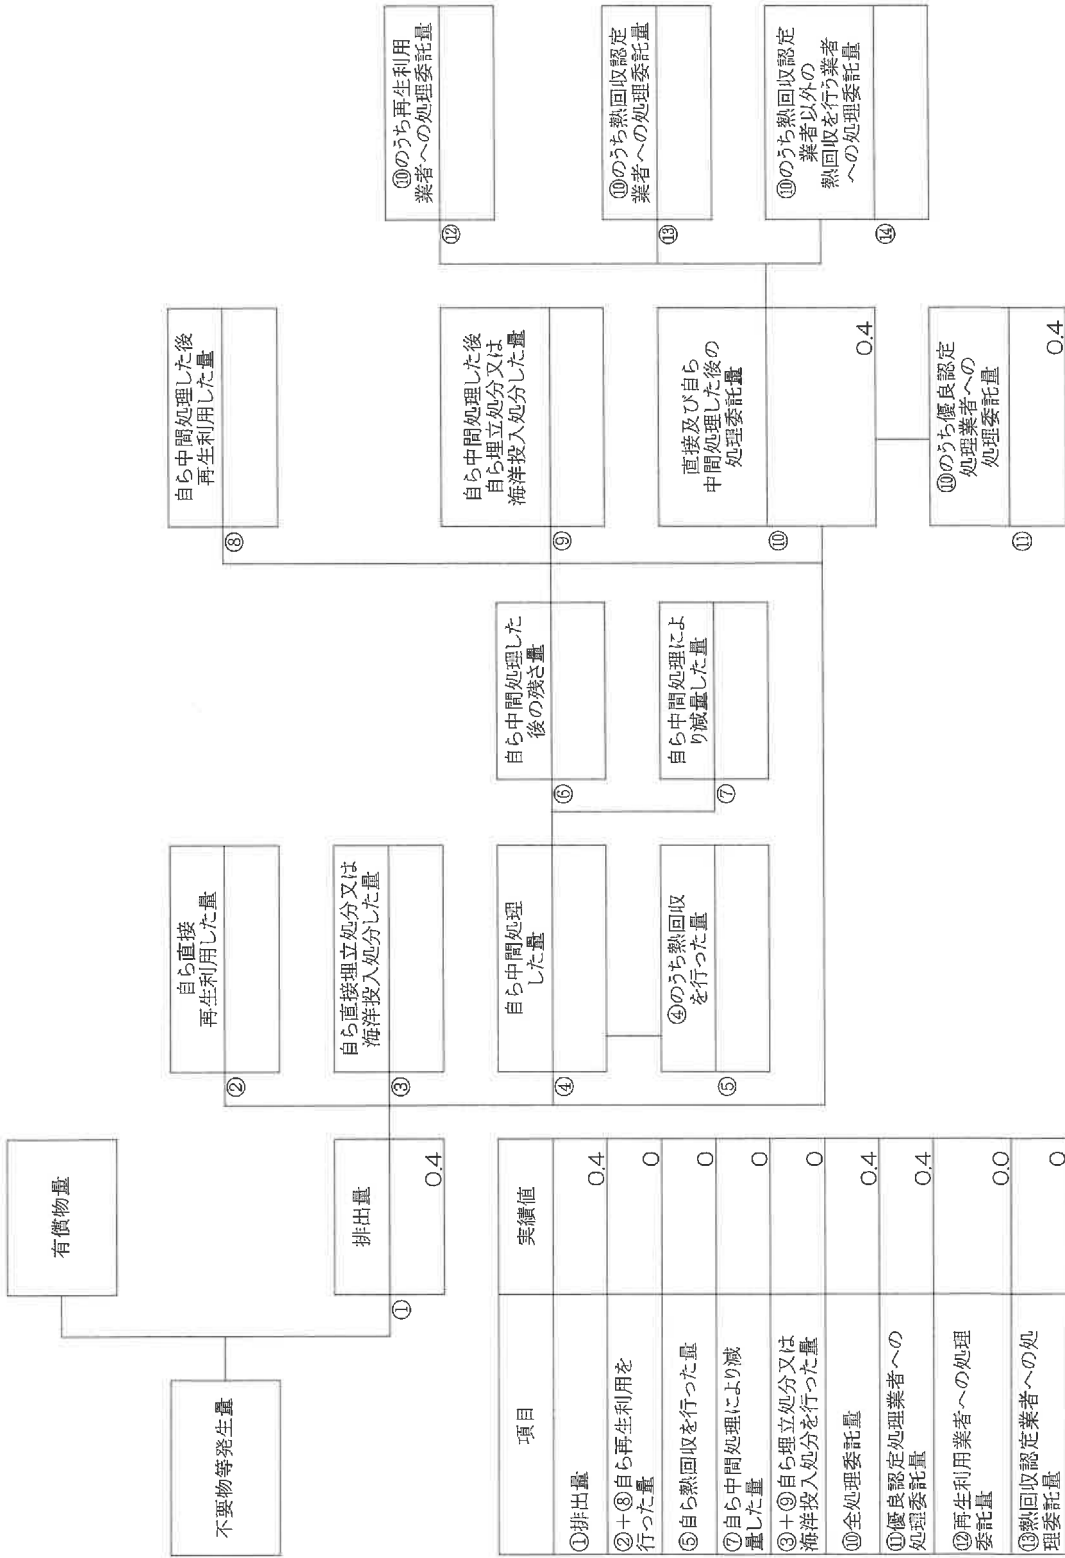 不要物等発生量
有償物量
①
排出量
0.4
②
自ら直接
再生利用した量
③
自ら直接埋立処分又は
海洋投入処分した量
④
自ら中間処理
した量
⑤
④のうち熱回収
を行った量
⑥
自ら中間処理した
後の残さ量
⑦
自ら中間処理によ
り減量した量
⑧
自ら中間処理した後
再生利用した量
⑨
自ら中間処理した後
自ら埋立処分又は
海洋投入処分した量
⑩
直接及び自ら
中間処理した後の
処理委託量
0.4
⑪
⑩のうち優良認定
処理業者への
処理委託量
0.4
⑫
⑩のうち再生利用
業者への処理委託量
⑬
⑩のうち熱回収認定
業者への処理委託量
⑭
⑩のうち熱回収認定
業者以外の
熱回収を行う業者
への処理委託量
項目 実績値
①排出量 0.4
②+⑧自ら再生利用を
行った量 0
⑤自ら熱回収を行った量 0
⑦自ら中間処理により減
量した量 0
③+⑨自ら埋立処分又は
海洋投入処分を行った量 0
⑩全処理委託量 0.4
⑪優良認定処理業者への
処理委託量 0.4
⑫再生利用業者への処理
委託量 0.0
⑬熱回収認定業者への処
理委託量 0